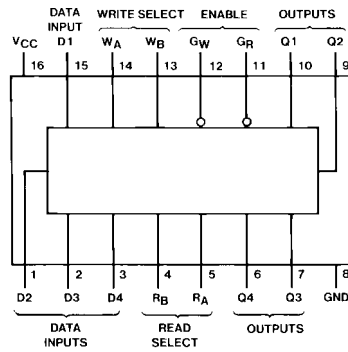 DATA
INPUT WRITE SELECT ENABLE OUTPUTS
VCC D1 WA WB GW GR Q1 Q2
16 15 14 13 12 11 10 9
1 2 3 4 5 6 7 8
D2 D3 D4 RB RA Q4 Q3 GND
DATA READ OUTPUTS
INPUTS SELECT